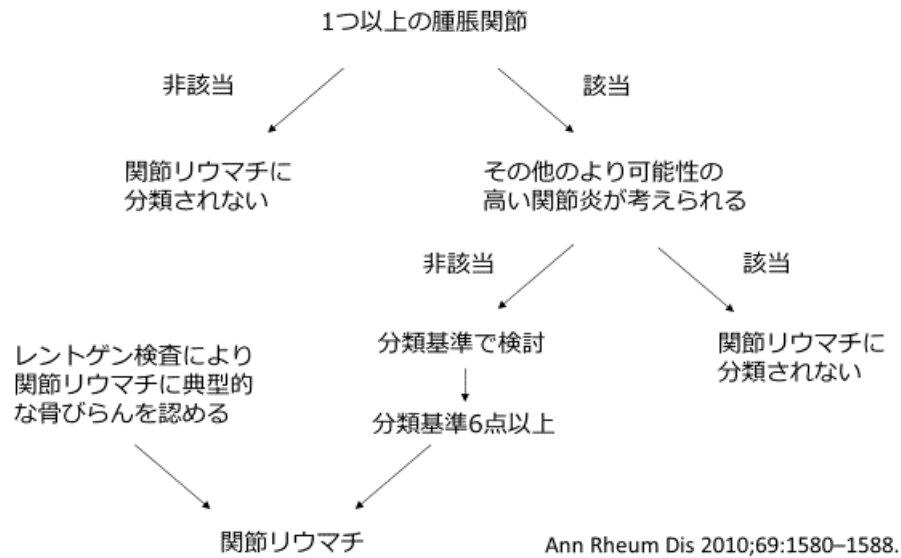 1つ以上の腫脹関節
非該当
該当
関節リウマチに
分類されない
その他のより可能性の
高い関節炎が考えられる
非該当
該当
分類基準で検討
関節リウマチに
分類されない
レントゲン検査により
関節リウマチに典型的
な骨びらんを認める
分類基準6点以上
関節リウマチ
Ann Rheum Dis 2010;69:1580–1588.